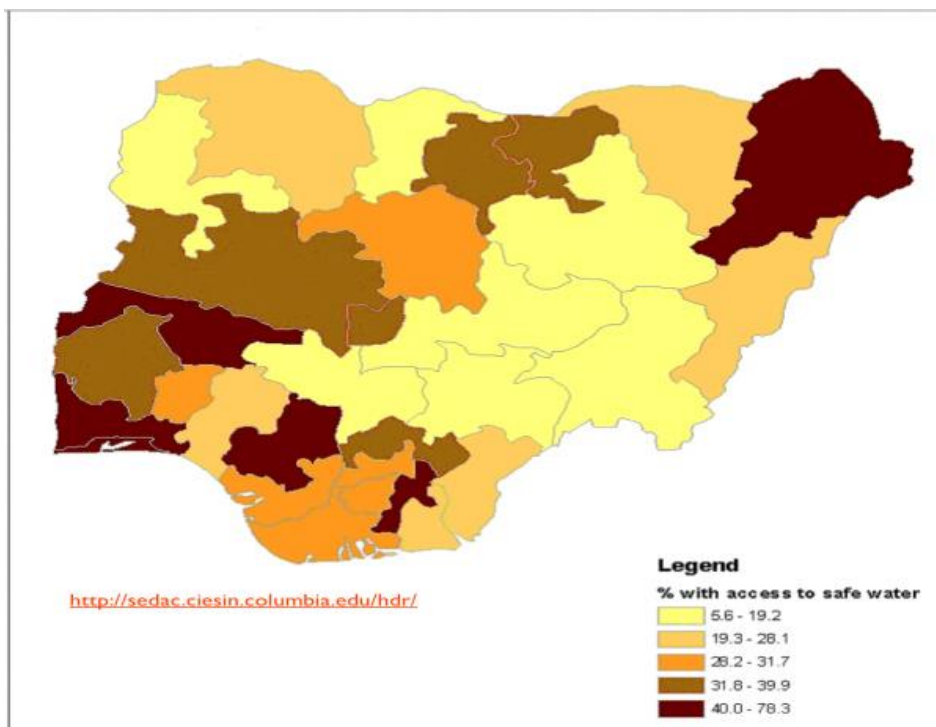 http://sedac.ciesin.columbia.edu/hdr/
Legend
% with access to safe water
5.6 - 19.2
19.3 - 28.1
28.2 - 31.7
31.8 - 39.9
40.0 - 78.3